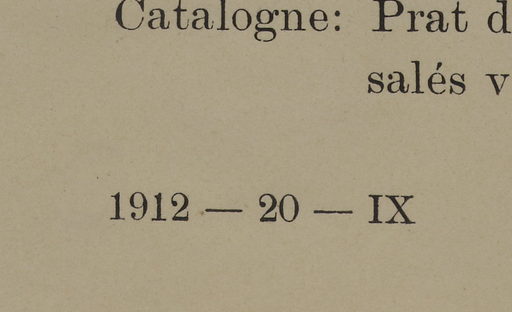 Catalogne: Prat d
salés v
1912 — 20 — IX